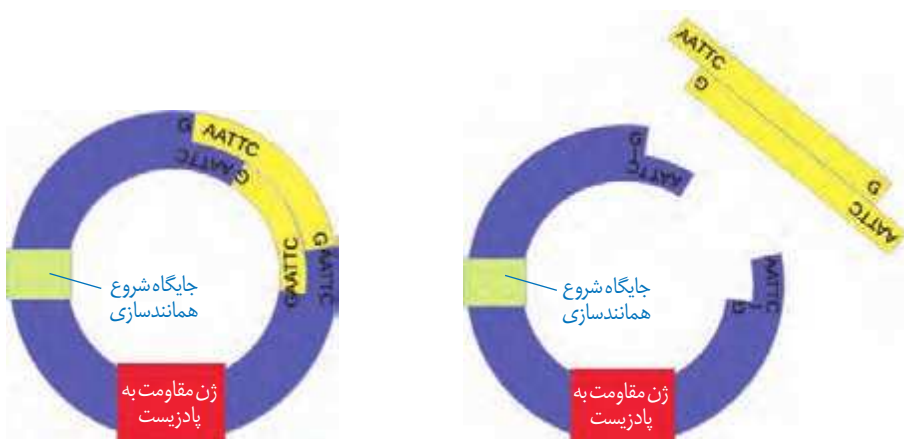 G AATTC
CTTAA G
G AATTC
CTTAA G
جایگاه شروع
همانندسازی
ژن مقاومت به
پادزیست
AATTC
G
G
CTTAA
G
CTTAA
AATTC
G
جایگاه شروع
همانندسازی
ژن مقاومت به
پادزیست